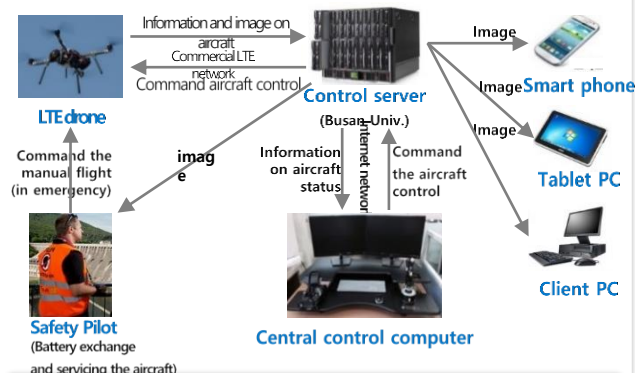 Information and image on
aircraft
Commercial LTE
network
Command aircraft control
LTE drone
Control server
(Busan Univ.)
Image
Smart phone
Image
Image
Tablet PC
Client PC
Command the
manual flight
(in emergency)
imag
e
Information
on aircraft
status
Internet network
Command
the aircraft
control
Safety Pilot
(Battery exchange
and servicing the aircraft)
Central control computer